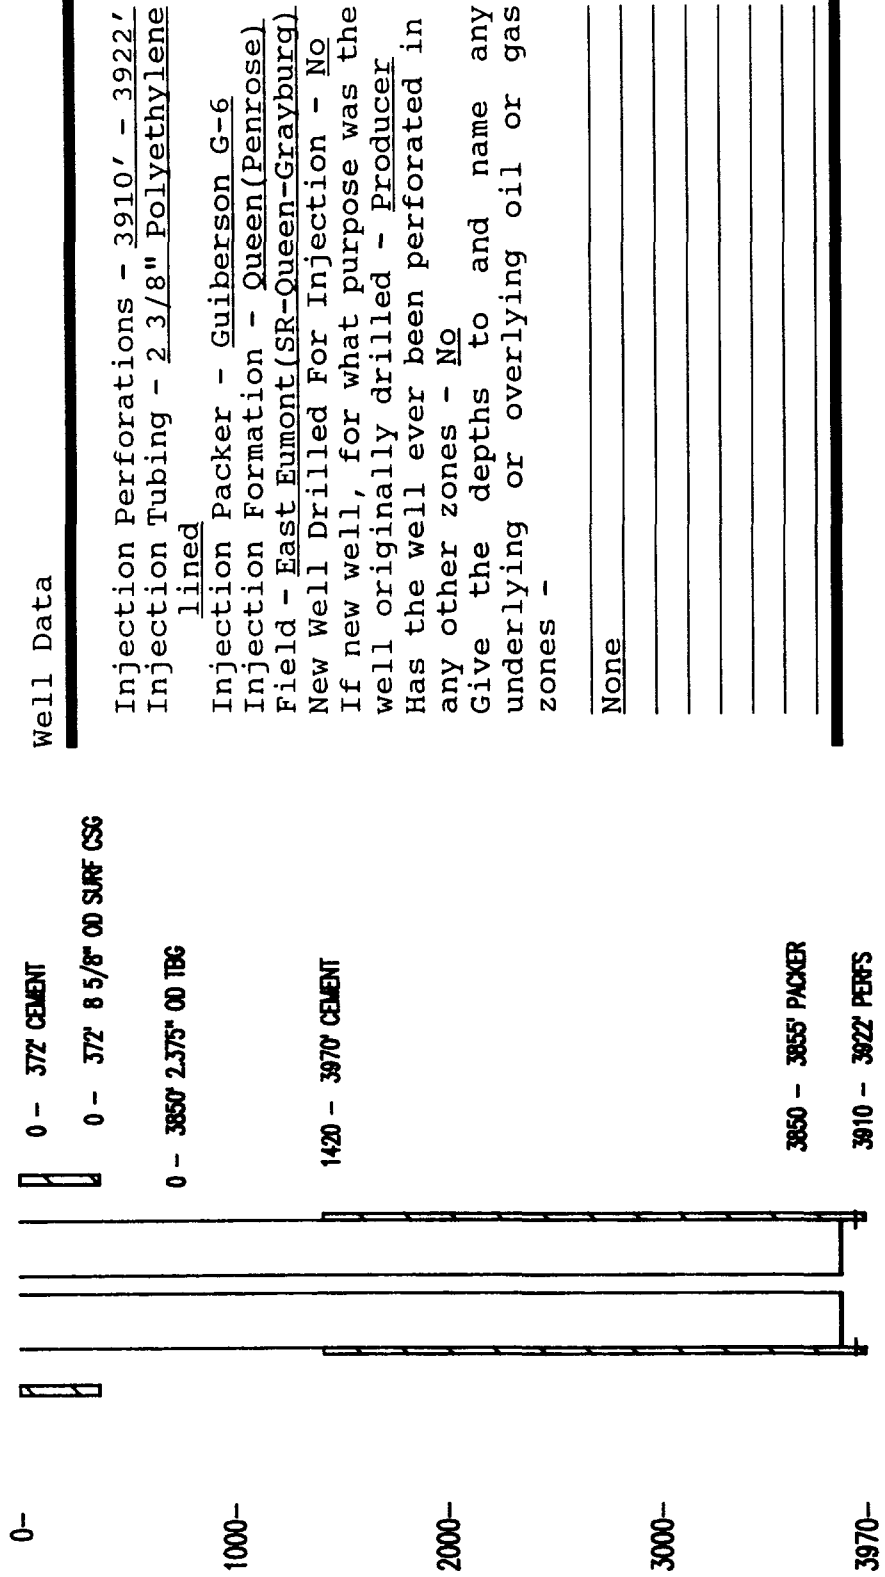 0-
1000-
2000-
3000-
3970-
0 - 372' CEMENT
0 - 372' 8 5/8" OD SURF CSG
0 - 3850' 2.375" OD TBG
1420 - 3970' CEMENT
3850 - 3855' PACKER
3910 - 3922' PERFS
Well Data
Injection Perforations - 3910' - 3922'
Injection Tubing - 2 3/8" Polyethylene
lined
Injection Packer - Guiberson G-6
Injection Formation - Queen(Penrose)
Field - East Eumont(SR-Queen-Grayburg)
New Well Drilled For Injection - No
If new well, for what purpose was the
well originally drilled - Producer
Has the well ever been perforated in
any other zones - No
Give the depths to and name any
underlying or overlying oil or gas
zones -
None